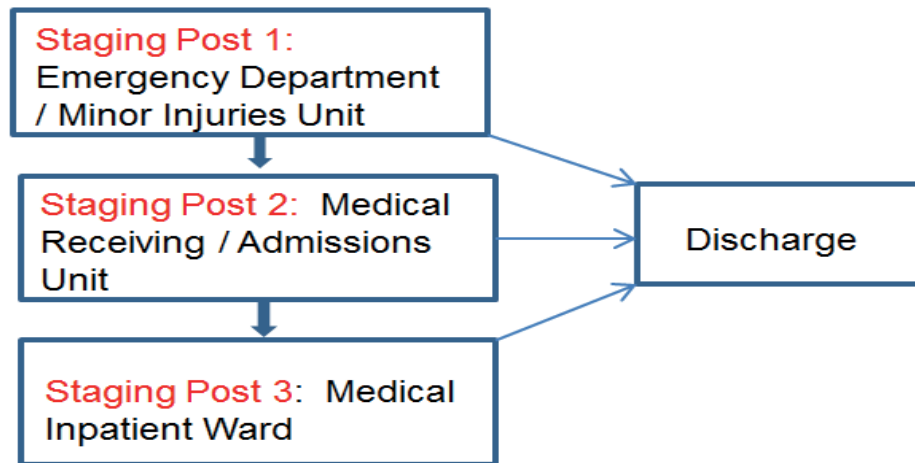 Staging Post 1:
Emergency Department
/ Minor Injuries Unit
Staging Post 2:  Medical
Receiving / Admissions
Unit
Discharge
Staging Post 3:  Medical
Inpatient Ward